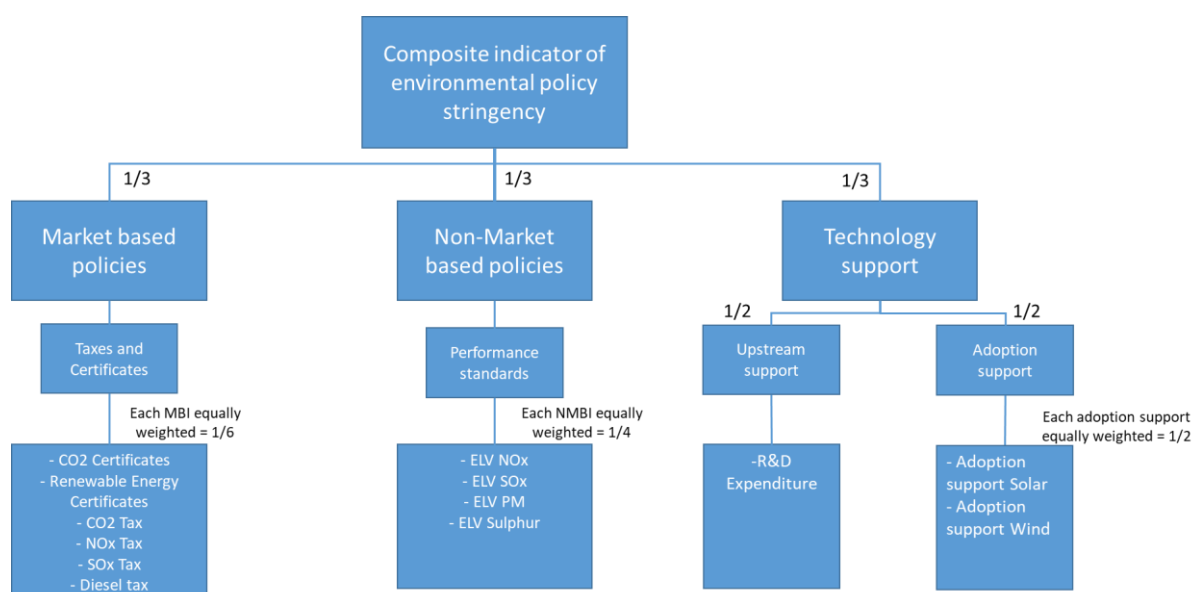 Composite indicator of
environmental policy
stringency
1/3
1/3
1/3
Market based
policies
Non-Market
based policies
Technology
support
1/2
1/2
Taxes and
Certificates
Performance
standards
Upstream
support
Adoption
support
Each MBI equally
weighted = 1/6
Each NMBI equally
weighted = 1/4
Each adoption support
equally weighted = 1/2
- CO2 Certificates
- Renewable Energy
Certificates
- CO2 Tax
- NOx Tax
- SOx Tax
- Diesel tax
- ELV NOx
- ELV SOx
- ELV PM
- ELV Sulphur
-R&D
Expenditure
- Adoption
support Solar
- Adoption
support Wind